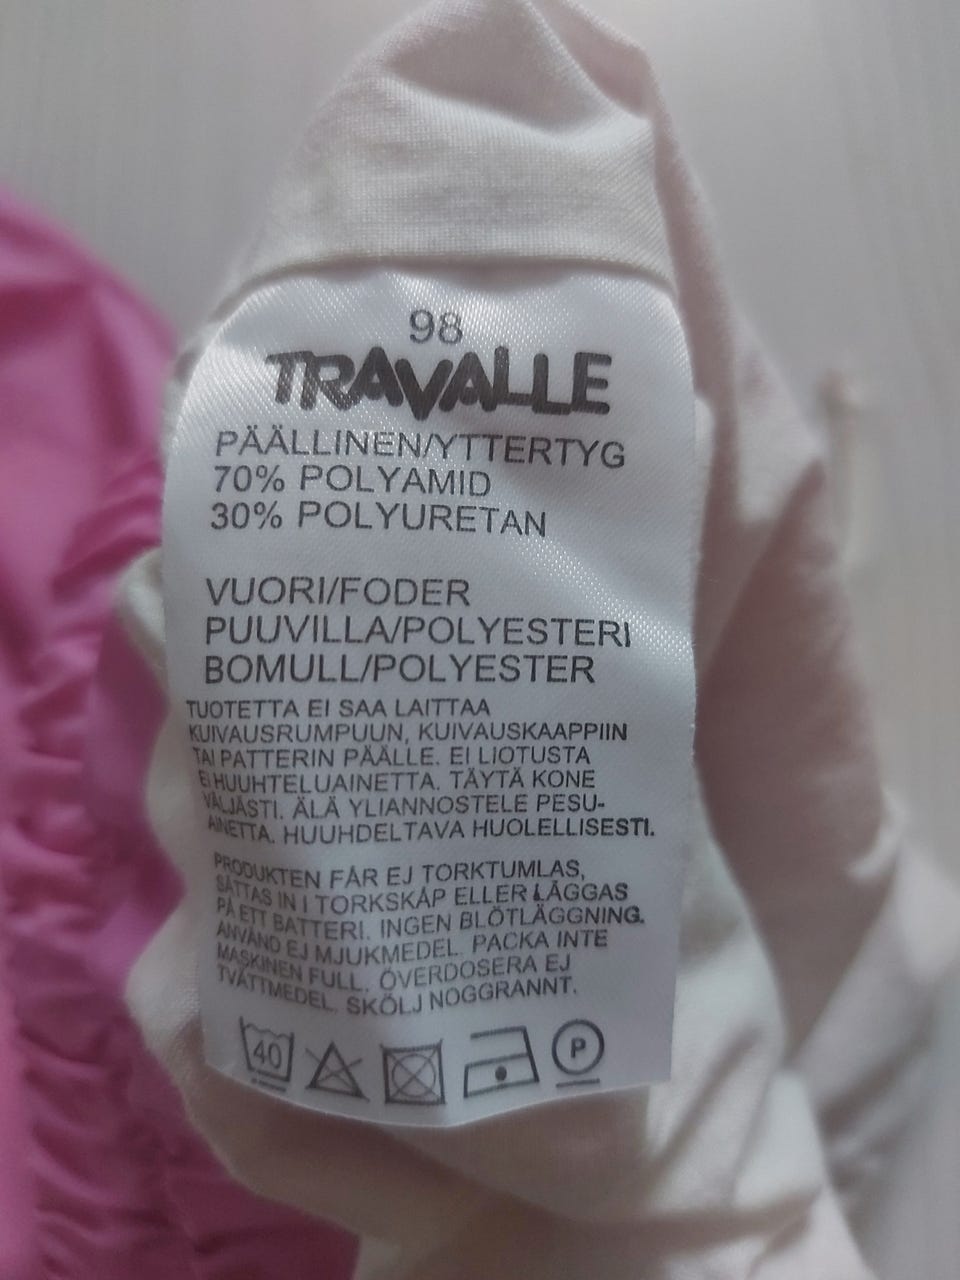 98
TRAVALLE
PÄÄLLINEN/YTTERTYG
70% POLYAMID
30% POLYURETAN
VUORI/FODER
PUUVILLA/POLYESTERI
BOMULL/POLYESTER
TUOTETTA EI SAA LAITTAA
KUIVAUSRUMPUUN, KUIVAUSKAAPPIIN
TAI PATTERIN PÄÄLLE. EI LIOTUSTA
EI HUUHTELUAINETTA. TÄYTÄ KONE
VÄLJÄSTI. ÄLÄ YLIANNOSTELE PESU-
AINETTA. HUUHDELTAVA HUOLELLISESTI.
PRODUKTEN FÅR EJ TORKTUMLAS,
SÄTTAS IN I TORKSKÅP ELLER LÄGGAS
PÅ ETT BATTERI. INGEN BLÖTLÄGGNING.
ANVÄND EJ MJUKMEDEL. PACKA INTE
MASKINEN FULL. ÖVERDOSERA EJ
TVÄTTMEDEL. SKÖLJ NOGGRANNT.
40 P